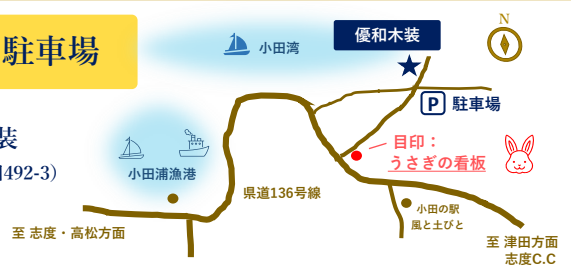 駐車場
優和木装
N
小田湾
P 駐車場
装
492-3）
目印：
うさぎの看板
小田浦漁港
県道136号線
小田の駅
風と土びと
至 志度・高松方面
至 津田方面
志度C.C